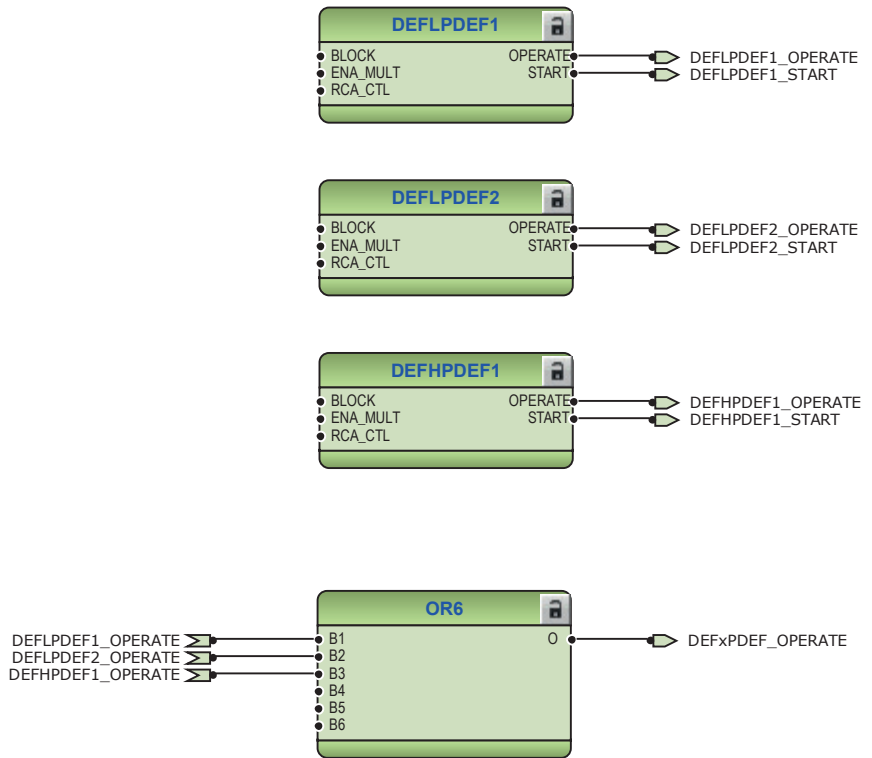 DEFLPDEF1
BLOCK OPERATE DEFLPDEF1_OPERATE
ENA_MULT START DEFLPDEF1_START
RCA_CTL
DEFLPDEF2
BLOCK OPERATE DEFLPDEF2_OPERATE
ENA_MULT START DEFLPDEF2_START
RCA_CTL
DEFHPDEF1
BLOCK OPERATE DEFHPDEF1_OPERATE
ENA_MULT START DEFHPDEF1_START
RCA_CTL
OR6
DEFLPDEF1_OPERATE B1 O DEFxPDEF_OPERATE
DEFLPDEF2_OPERATE B2
DEFHPDEF1_OPERATE B3
B4
B5
B6